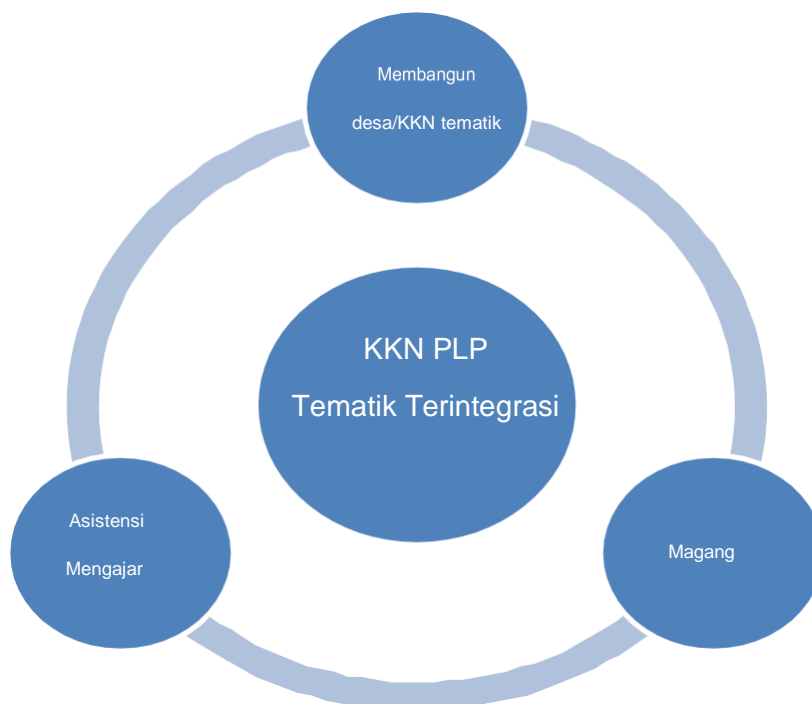 Membangun
desa/KKN tematik
KKN PLP
Tematik Terintegrasi
Asistensi
Mengajar
Magang